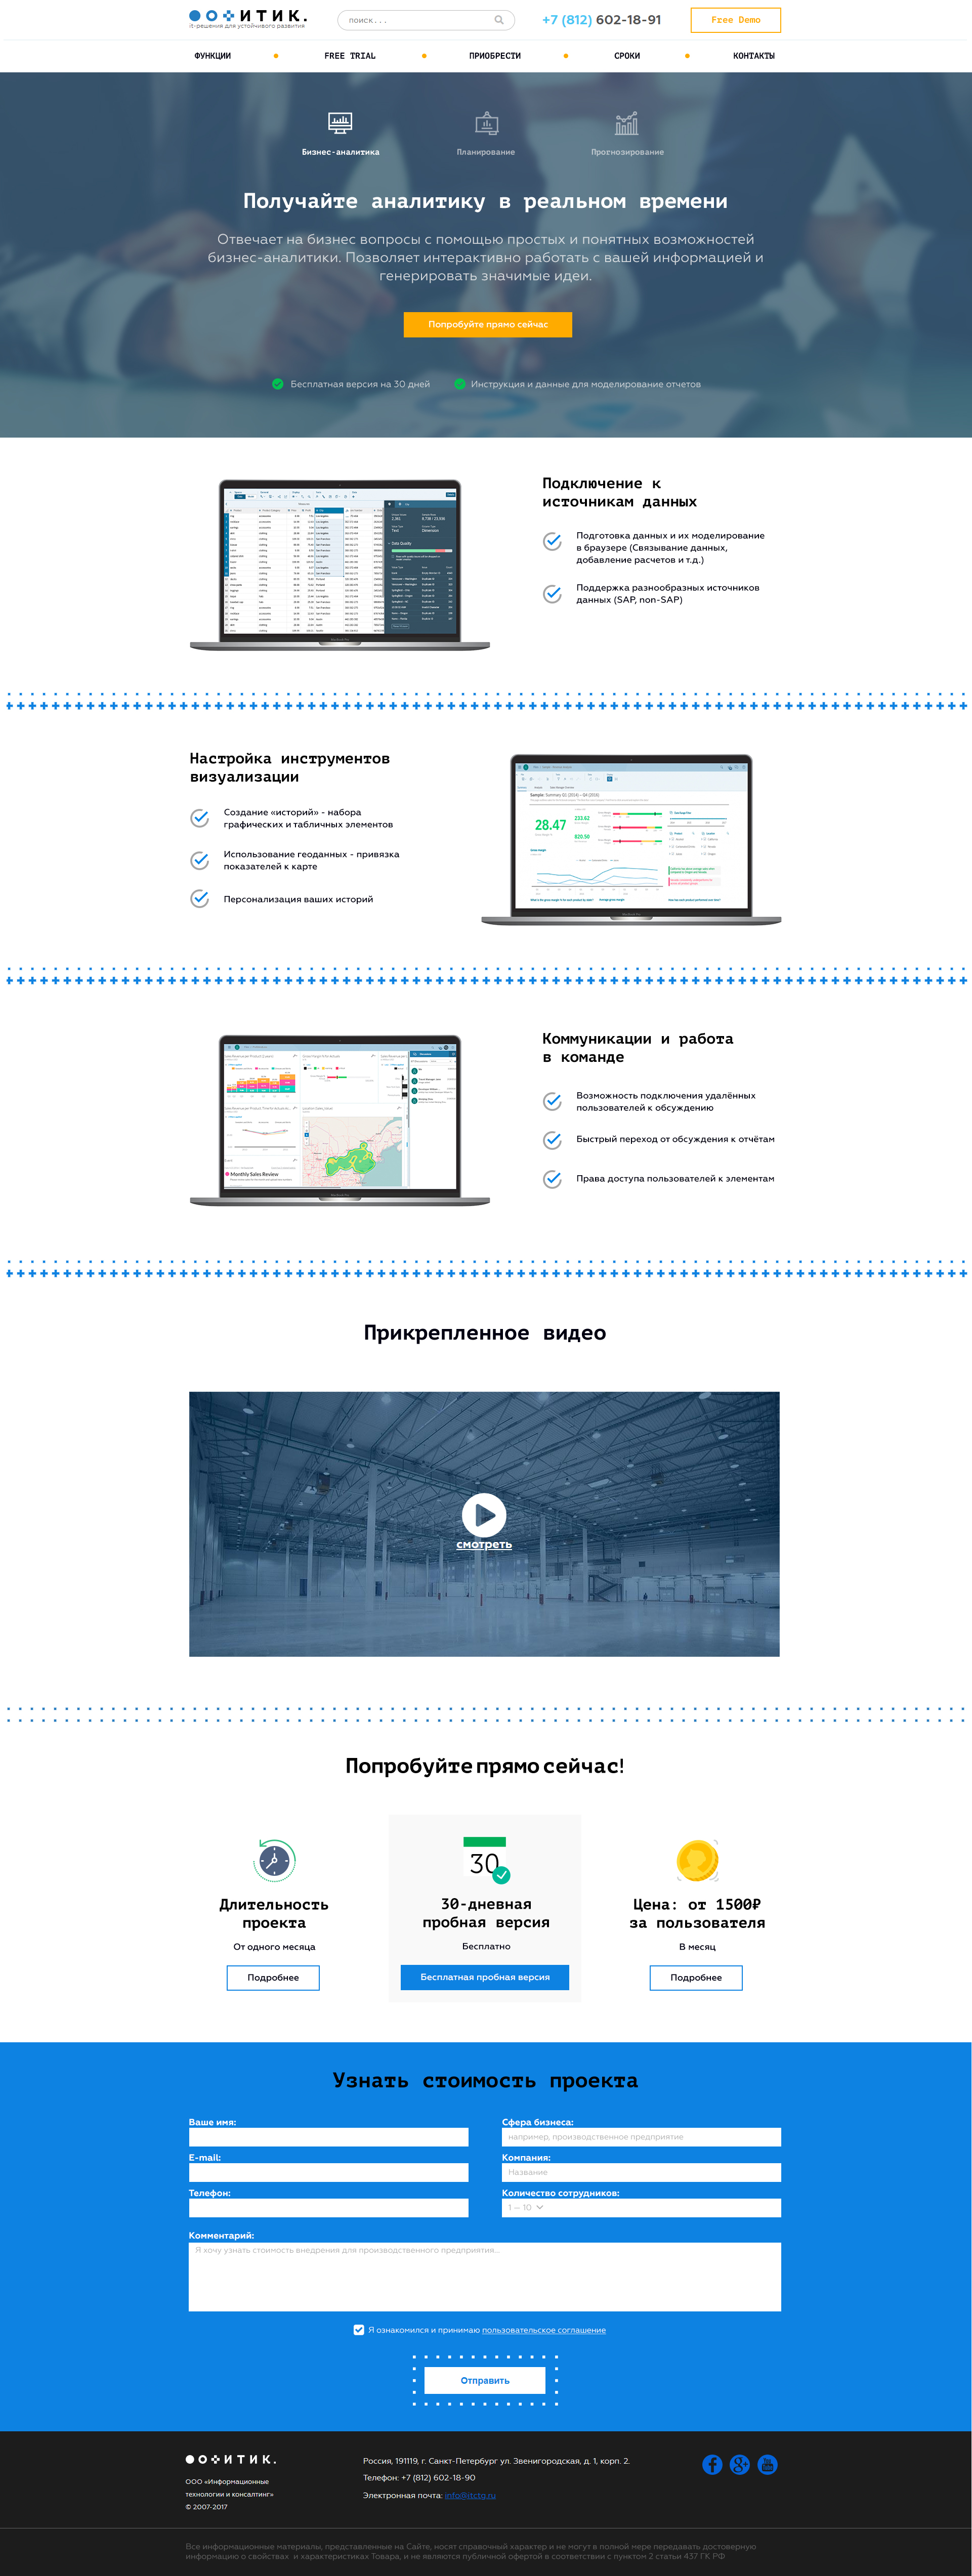 ИТИК.
it-решения для устойчивого развития
поиск...
+7 (812) 602-18-91
Free Demo
ФУНКЦИИ
FREE TRIAL
ПРИОБРЕСТИ
СРОКИ
КОНТАКТЫ
Бизнес-аналитика
Планирование
Прогнозирование
Получайте аналитику в реальном времени
Отвечает на бизнес вопросы с помощью простых и понятных возможностей
бизнес-аналитики. Позволяет интерактивно работать с вашей информацией и
генерировать значимые идеи.
Попробуйте прямо сейчас
Бесплатная версия на 30 дней
Инструкция и данные для моделирование отчетов
Подключение к
источникам данных
Подготовка данных и их моделирование
в браузере (Связывание данных,
добавление расчетов и т.д.)
Поддержка разнообразных источников
данных (SAP, non-SAP)
Настройка инструментов
визуализации
Создание «историй» - набора
графических и табличных элементов
Использование геоданных - привязка
показателей к карте
Персонализация ваших историй
28.47
233.62
820.50
Коммуникации и работа
в команде
Возможность подключения удалённых
пользователей к обсуждению
Быстрый переход от обсуждения к отчётам
Права доступа пользователей к элементам
Monthly Sales Review
Прикрепленное видео
смотреть
Попробуйте прямо сейчас!
Длительность
проекта
От одного месяца
Подробнее
30
30-дневная
пробная версия
Бесплатно
Бесплатная пробная версия
Цена: от 1500₽
за пользователя
В месяц
Подробнее
Узнать стоимость проекта
Ваше имя:
E-mail:
Телефон:
Сфера бизнеса:
например, производственное предприятие
Компания:
Название
Количество сотрудников:
1 — 10
Комментарий:
Я хочу узнать стоимость внедрения для производственного предприятия...
Я ознакомился и принимаю пользовательское соглашение
Отправить
ИТИК.
ООО «Информационные
технологии и консалтинг»
© 2007-2017
Россия, 191119, г. Санкт-Петербург ул. Звенигородская, д. 1, корп. 2.
Телефон: +7 (812) 602-18-90
Электронная почта: info@itctg.ru
Все информационные материалы, представленные на Сайте, носят справочный характер и не могут в полной мере передавать достоверную
информацию о свойствах и характеристиках Товара, и не являются публичной офертой в соответствии с пунктом 2 статьи 437 ГК РФ